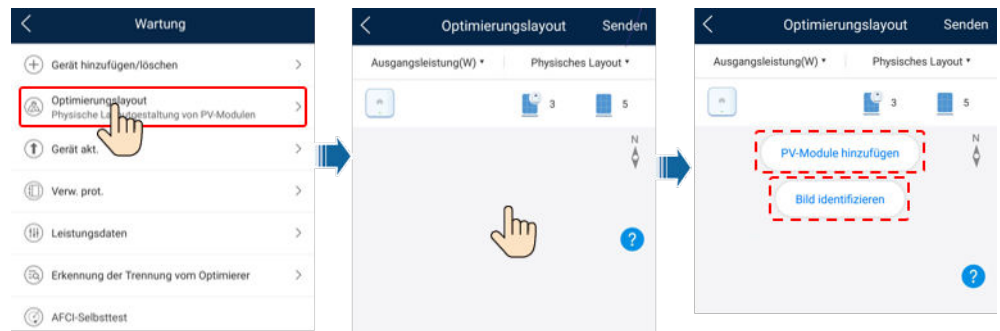 Wartung
Gerät hinzufügen/löschen
Optimierungslayout
Physische La utgestaltung von PV-Modulen
Gerät akt.
Verw. prot.
Leistungsdaten
Erkennung der Trennung vom Optimierer
AFCI-Selbsttest
Optimierungslayout Senden
Ausgangsleistung(W) Physisches Layout
3 5
N
?
Optimierungslayout Senden
Ausgangsleistung(W) Physisches Layout
3 5
N
PV-Module hinzufügen
Bild identifizieren
?